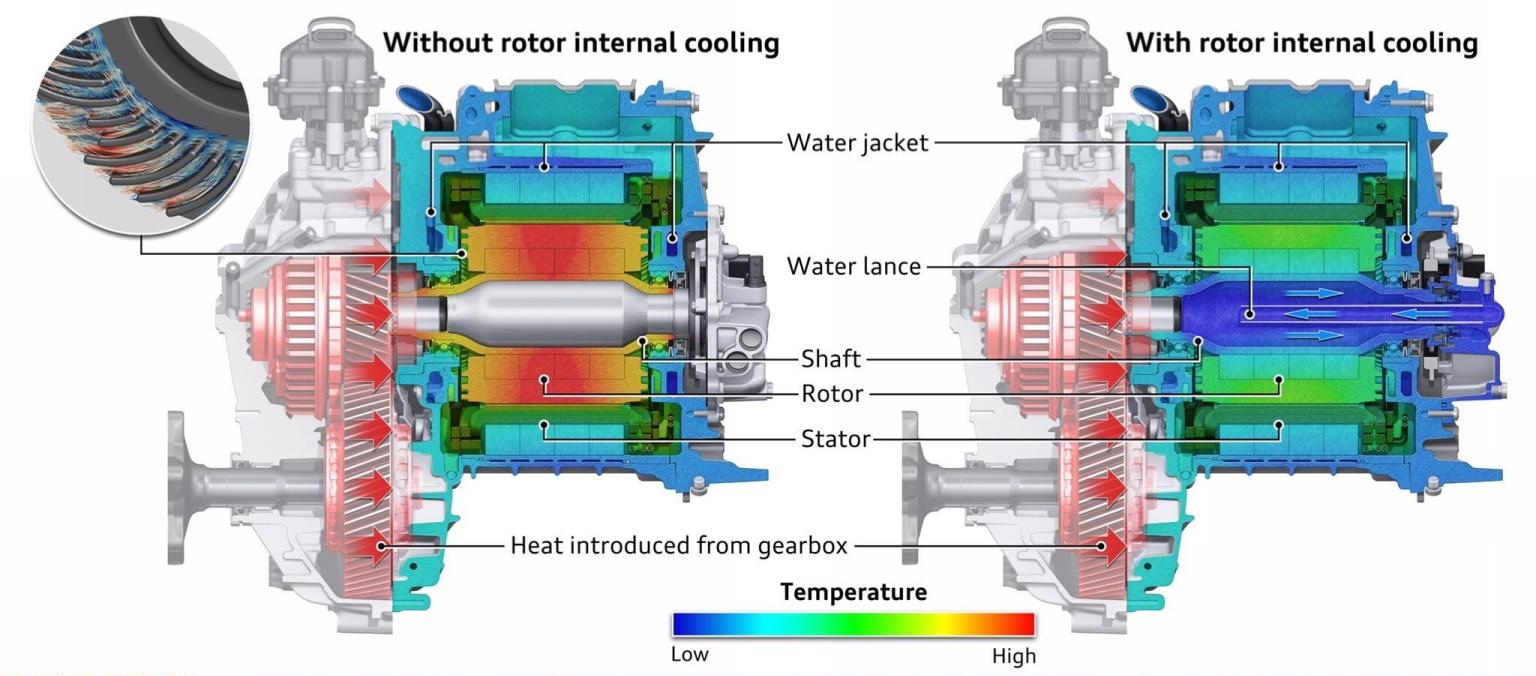 Without rotor internal cooling
With rotor internal cooling
Water jacket
Water lance
Shaft
Rotor
Stator
Heat introduced from gearbox
Temperature
Low
High